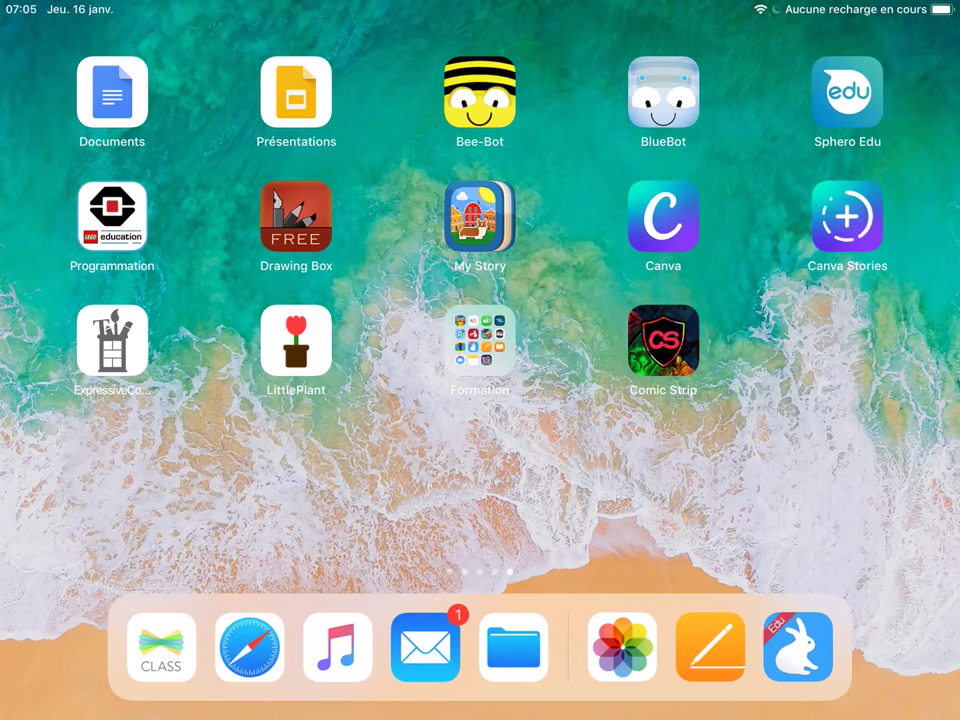 07:05 Jeu. 16 janv.
Aucune recharge en cours
edu
Documents
Présentations
Bee-Bot
BlueBot
Sphero Edu
LEGO education
FREE
C
Programmation
Drawing Box
My Story
Canva
Canva Stories
CS
ExpressiveCo...
LittlePlant
Formation
Comic Strip
1
CLASS
Edu